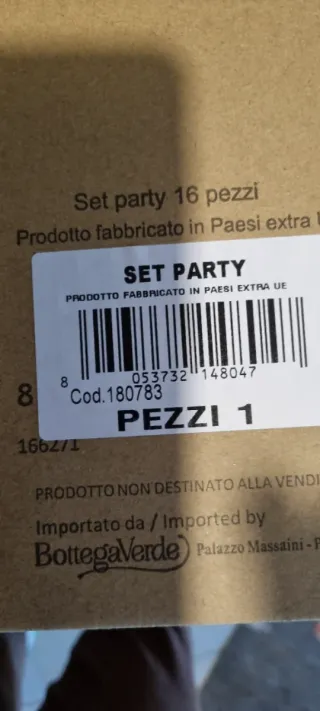 Set party 16 pezzi
Prodotto fabbricato in Paesi extra
SET PARTY
PRODOTTO FABBRICATO IN PAESI EXTRA UE
8 053732 148047
8
Cod.180783
PEZZI 1
166271
PRODOTTO NON DESTINATO ALLA VENDI
Importato da / Imported by
BottegaVerde Palazzo Massaini - P